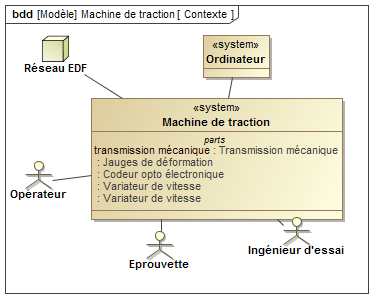 bdd [Modèle] Machine de traction [ Contexte ]
Réseau EDF
«system»
Ordinateur
«system»
Machine de traction
parts
transmission mécanique : Transmission mécanique
: Jauges de déformation
: Codeur opto électronique
: Variateur de vitesse
: Variateur de vitesse
Opérateur
Eprouvette
Ingénieur d'essai